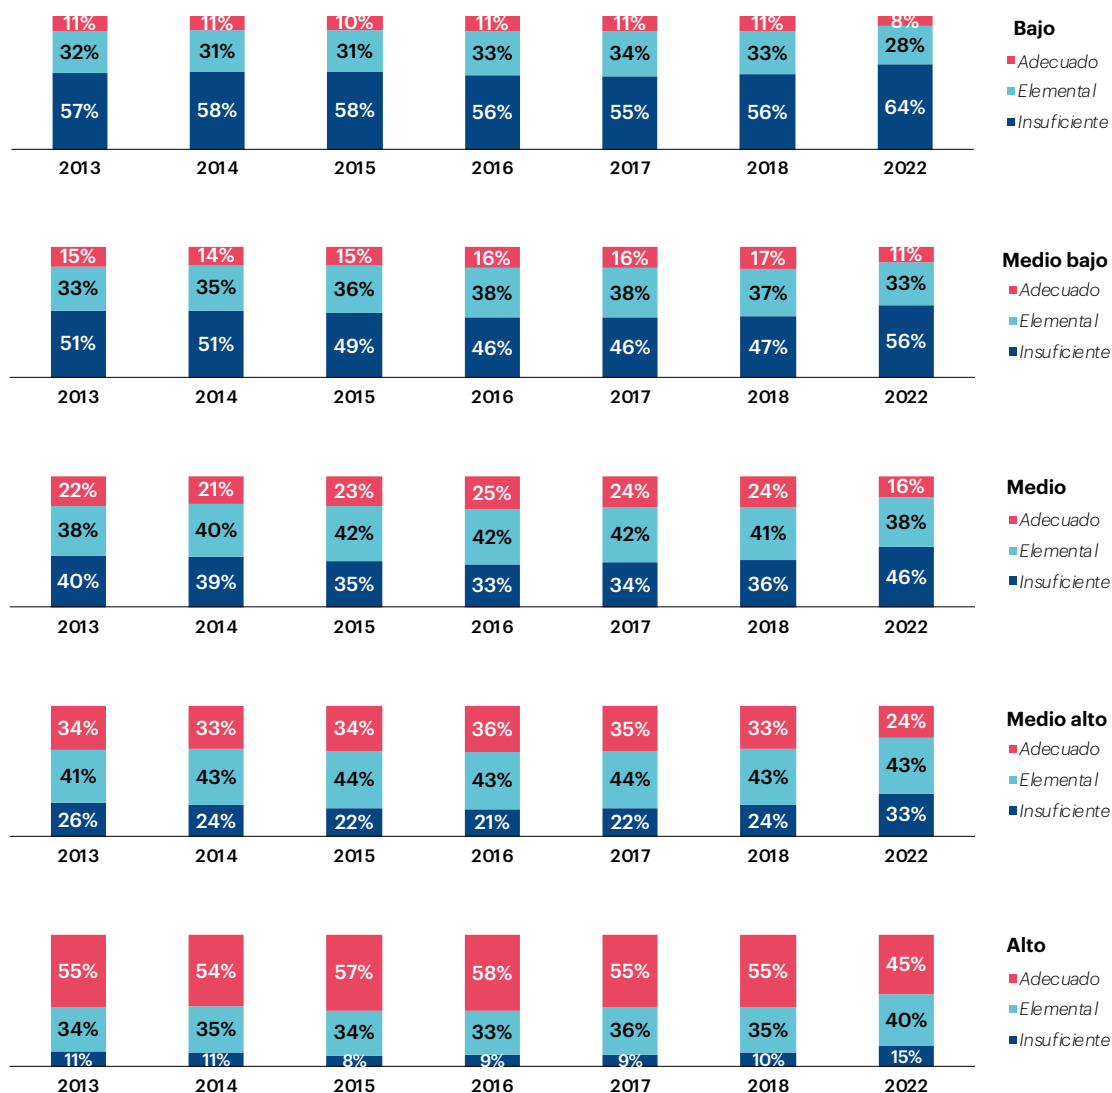 11% 11% 10% 11% 11% 11% 8%
Bajo
32% 31% 31% 33% 34% 33% 28%
Adecuado
Elemental
57% 58% 58% 56% 55% 56% 64%
Insuficiente
2013 2014 2015 2016 2017 2018 2022
15% 14% 15% 16% 16% 17% 11%
Medio bajo
33% 35% 36% 38% 38% 37% 33%
Adecuado
Elemental
51% 51% 49% 46% 46% 47% 56%
Insuficiente
2013 2014 2015 2016 2017 2018 2022
22% 21% 23% 25% 24% 24% 16%
Medio
38% 40% 42% 42% 42% 41% 38%
Adecuado
Elemental
40% 39% 35% 33% 34% 36% 46%
Insuficiente
2013 2014 2015 2016 2017 2018 2022
34% 33% 34% 36% 35% 33% 24%
Medio alto
41% 43% 44% 43% 44% 43% 43%
Adecuado
Elemental
26% 24% 22% 21% 22% 24% 33%
Insuficiente
2013 2014 2015 2016 2017 2018 2022
55% 54% 57% 58% 55% 55% 45%
Alto
34% 35% 34% 33% 36% 35% 40%
Adecuado
Elemental
11% 11% 8% 9% 9% 10% 15%
Insuficiente
2013 2014 2015 2016 2017 2018 2022